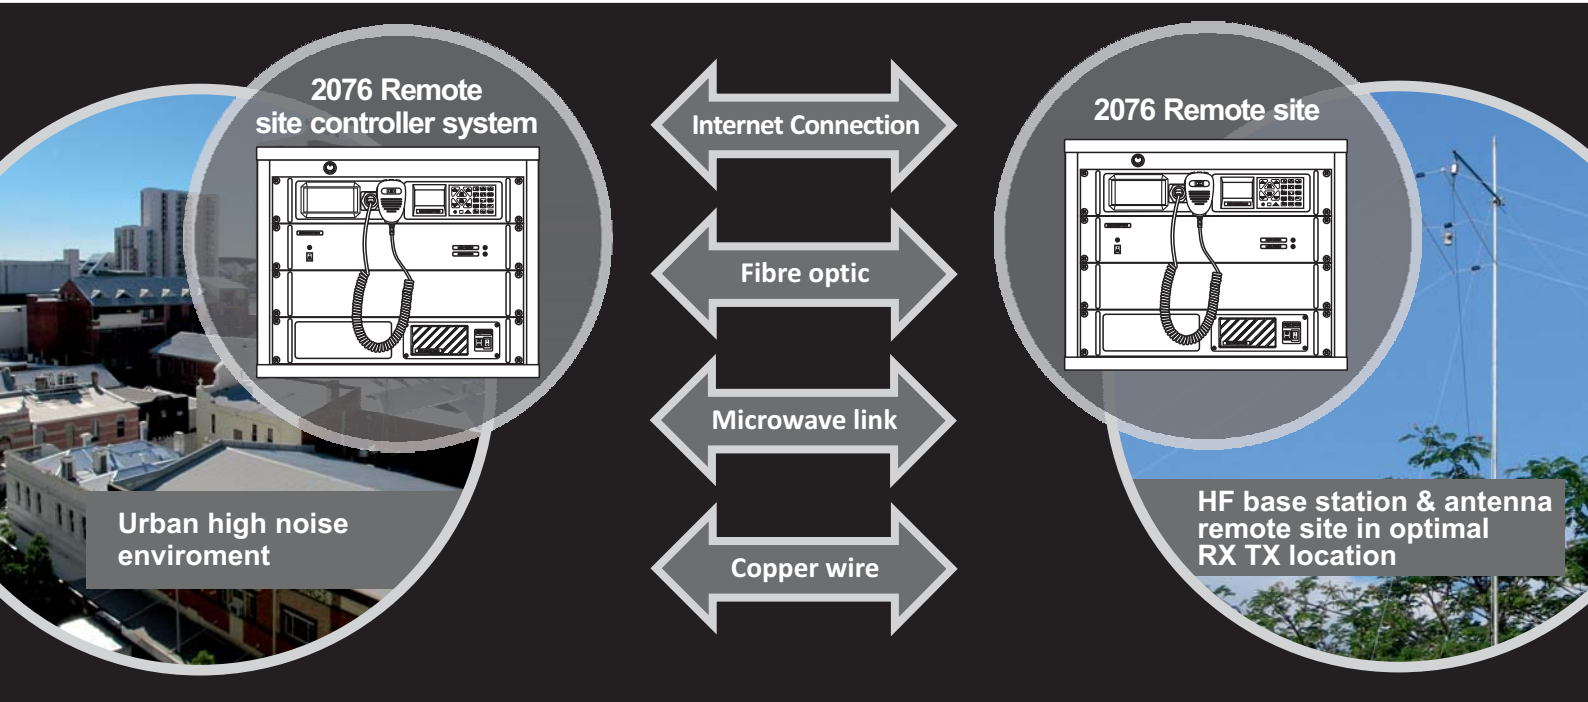 2076 Remote
site controller system
Urban high noise
enviroment
Internet Connection
Fibre optic
Microwave link
Copper wire
2076 Remote site
HF base station & antenna
remote site in optimal
RX TX location